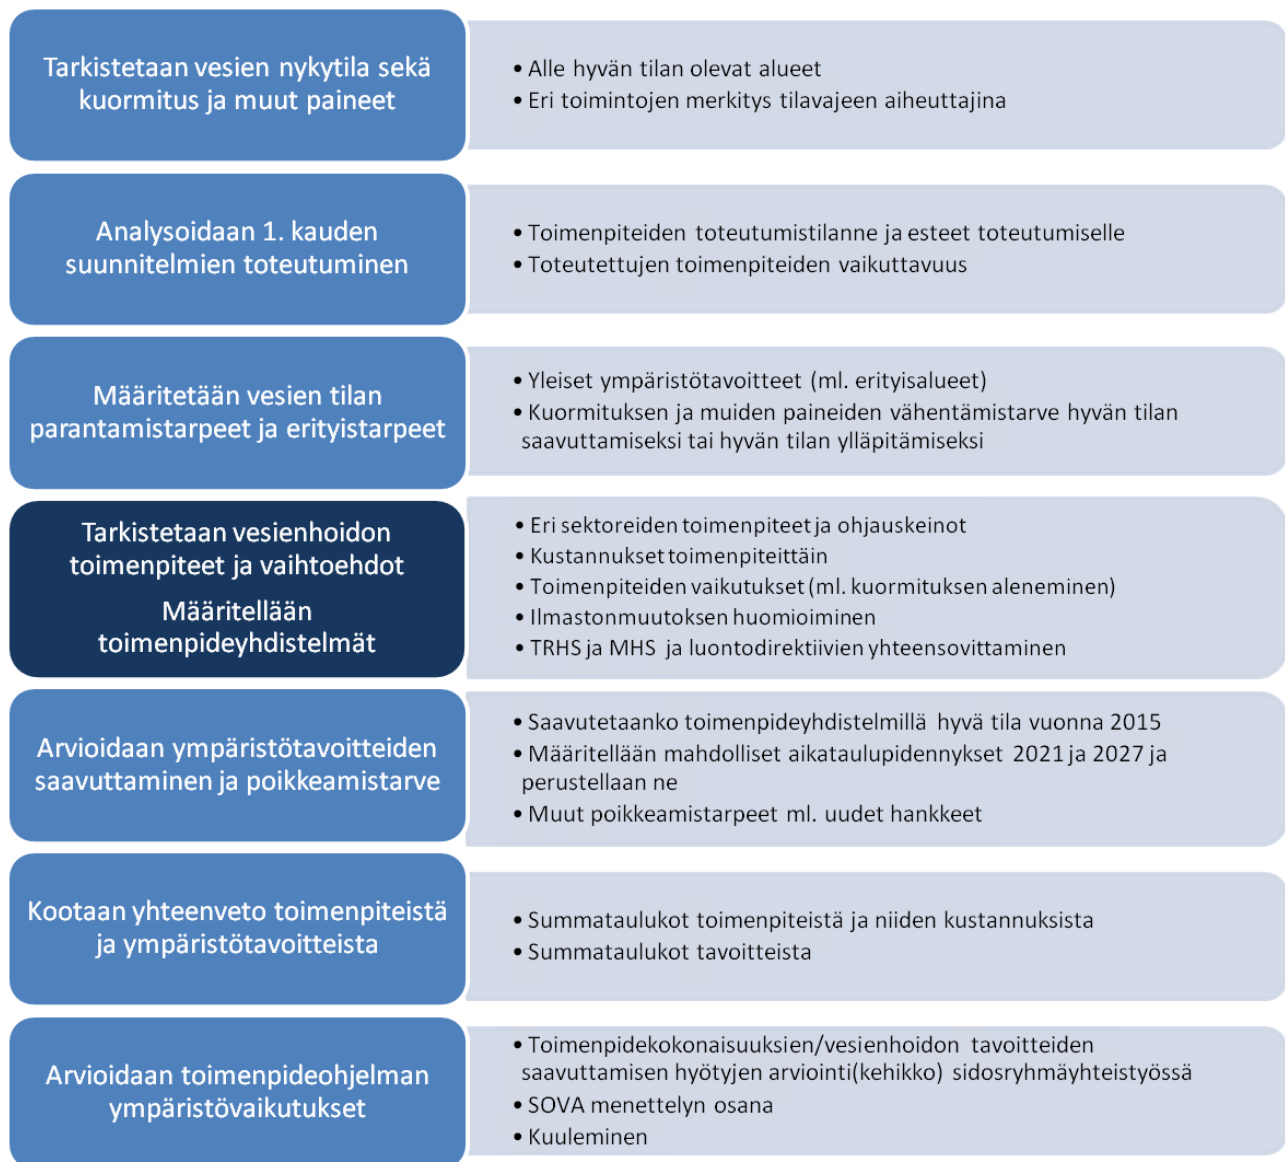 Tarkistetaan vesien nykytila sekä
kuormitus ja muut paineet
• Alle hyvän tilan olevat alueet
• Eri toimintojen merkitys tilavajeen aiheuttajina
Analysoidaan 1. kauden
suunnitelmien toteutuminen
• Toimenpiteiden toteutumistilanne ja esteet toteutumiselle
• Toteutettujen toimenpiteiden vaikuttavuus
Määritetään vesien tilan
parantamistarpeet ja erityistarpeet
• Yleiset ympäristötavoitteet (ml. erityisalueet)
• Kuormituksen ja muiden paineiden vähentämistarve hyvän tilan
saavuttamiseksi tai hyvän tilan ylläpitämiseksi
Tarkistetaan vesienhoidon
toimenpiteet ja vaihtoehdot
Määritellään
toimenpideyhdistelmät
• Eri sektoreiden toimenpiteet ja ohjauskeinot
• Kustannukset toimenpiteittäin
• Toimenpiteiden vaikutukset (ml. kuormituksen aleneminen)
• Ilmastonmuutoksen huomioiminen
• TRHS ja MHS ja luontodirektiivien yhteensovittaminen
Arvioidaan ympäristötavoitteiden
saavuttaminen ja poikkeamistarve
• Saavutetaanko toimenpideyhdistelmillä hyvä tila vuonna 2015
• Määritellään mahdolliset aikataulupidennykset 2021 ja 2027 ja
perustellaan ne
• Muut poikkeamistarpeet ml. uudet hankkeet
Kootaan yhteenveto toimenpiteistä
ja ympäristötavoitteista
• Summataulukot toimenpiteistä ja niiden kustannuksista
• Summataulukot tavoitteista
Arvioidaan toimenpideohjelman
ympäristövaikutukset
• Toimenpidekokonaisuuksien/vesienhoidon tavoitteiden
saavuttamisen hyötyjen arviointi(kehikko) sidosryhmäyhteistyössä
• SOVA menettelyn osana
• Kuuleminen